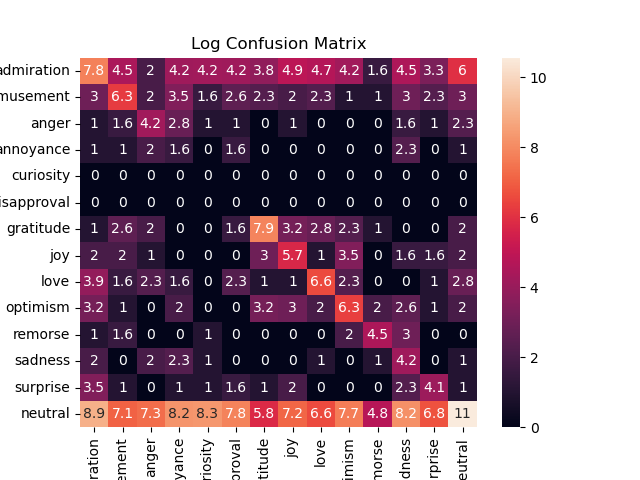 Log Confusion Matrix
admiration 7.8 4.5 2 4.2 4.2 4.2 3.8 4.9 4.7 4.2 1.6 4.5 3.3 6
musement 3 6.3 2 3.5 1.6 2.6 2.3 2 2.3 1 1 3 2.3 3
anger 1 1.6 4.2 2.8 1 1 0 1 0 0 0 1.6 1 2.3
annoyance 1 1 2 1.6 0 1.6 0 0 0 0 0 2.3 0 1
curiosity 0 0 0 0 0 0 0 0 0 0 0 0 0 0
isapproval 0 0 0 0 0 0 0 0 0 0 0 0 0 0
gratitude 1 2.6 2 0 0 1.6 7.9 3.2 2.8 2.3 1 0 0 2
joy 2 2 1 0 0 0 3 5.7 1 3.5 0 1.6 1.6 2
love 3.9 1.6 2.3 1.6 0 2.3 1 1 6.6 2.3 0 0 1 2.8
optimism 3.2 1 0 2 0 0 3.2 3 2 6.3 2 2.6 1 2
remorse 1 1.6 0 0 1 0 0 0 0 2 4.5 3 0 0
sadness 2 0 2 2.3 1 0 0 0 1 0 1 4.2 0 1
surprise 3.5 1 0 1 1 1.6 1 2 0 0 0 2.3 4.1 1
neutral 8.9 7.1 7.3 8.2 8.3 7.8 5.8 7.2 6.6 7.7 4.8 8.2 6.8 11
ration ement anger yance iosity proval titude joy love imism morse dness rprise eutral
10
8
6
4
2
0